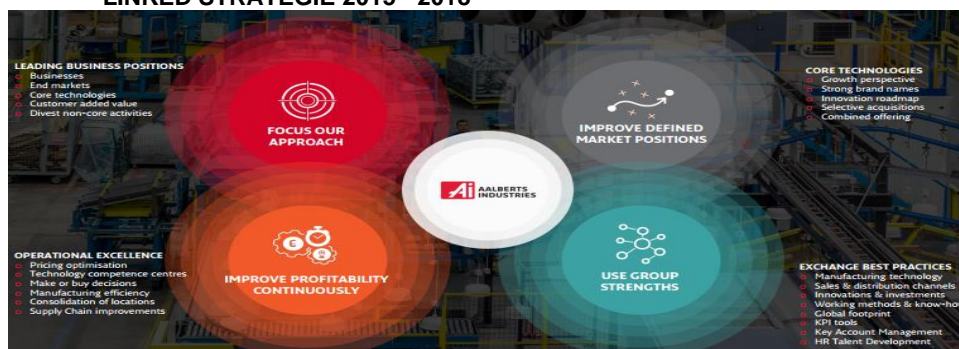 LINKED STRATEGIE 2015 - 2018
LEADING BUSINESS POSITIONS
Businesses
End markets
Core technologies
Customer added value
Divest non-core activities
FOCUS OUR
APPROACH
IMPROVE DEFINED
MARKET POSITIONS
CORE TECHNOLOGIES
Growth perspective
Strong brand names
Innovation roadmap
Selective acquisitions
Combined offering
Ai AALBERTS
INDUSTRIES
OPERATIONAL EXCELLENCE
Pricing optimisation
Technology competence centres
Make or buy decisions
Manufacturing efficiency
Consolidation of locations
Supply Chain improvements
IMPROVE PROFITABILITY
CONTINUOUSLY
USE GROUP
STRENGTHS
EXCHANGE BEST PRACTICES
Manufacturing technology
Sales & distribution channels
Innovations & investments
Working methods & know-ho
Global footprint
KPI tools
Key Account Management
HR Talent Development